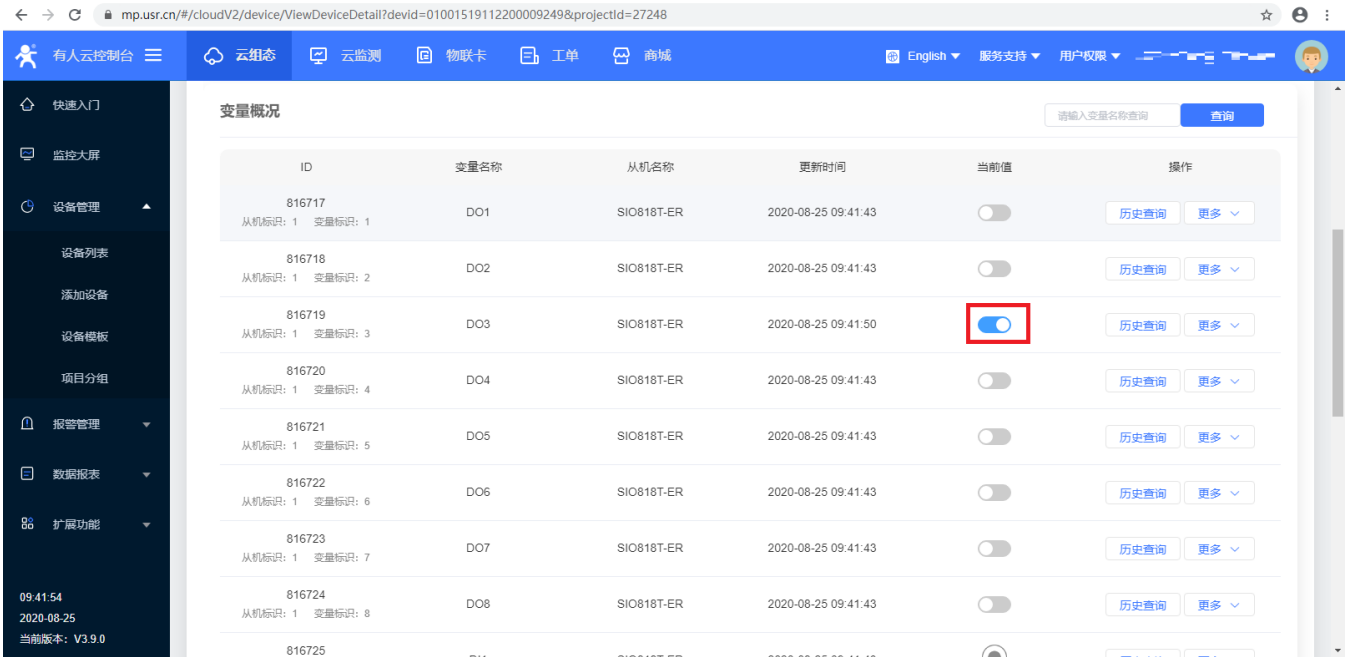 mp.usr.cn/#/cloudV2/device/ViewDeviceDetail?devid=01001519112200009249&projectId=27248
有人云控制台 云组态 云监测 物联卡 工单 商城 English 服务支持 用户权限
快速入门
监控大屏
设备管理
设备列表
添加设备
设备模板
项目分组
报警管理
数据报表
扩展功能
09:41:54
2020-08-25
当前版本：V3.9.0
变量概况 请输入变量名称查询 查询
ID 变量名称 从机名称 更新时间 当前值 操作
816717
从机标识：1 变量标识：1 DO1 SIO818T-ER 2020-08-25 09:41:43 历史查询 更多
816718
从机标识：1 变量标识：2 DO2 SIO818T-ER 2020-08-25 09:41:43 历史查询 更多
816719
从机标识：1 变量标识：3 DO3 SIO818T-ER 2020-08-25 09:41:50 历史查询 更多
816720
从机标识：1 变量标识：4 DO4 SIO818T-ER 2020-08-25 09:41:43 历史查询 更多
816721
从机标识：1 变量标识：5 DO5 SIO818T-ER 2020-08-25 09:41:43 历史查询 更多
816722
从机标识：1 变量标识：6 DO6 SIO818T-ER 2020-08-25 09:41:43 历史查询 更多
816723
从机标识：1 变量标识：7 DO7 SIO818T-ER 2020-08-25 09:41:43 历史查询 更多
816724
从机标识：1 变量标识：8 DO8 SIO818T-ER 2020-08-25 09:41:43 历史查询 更多
816725